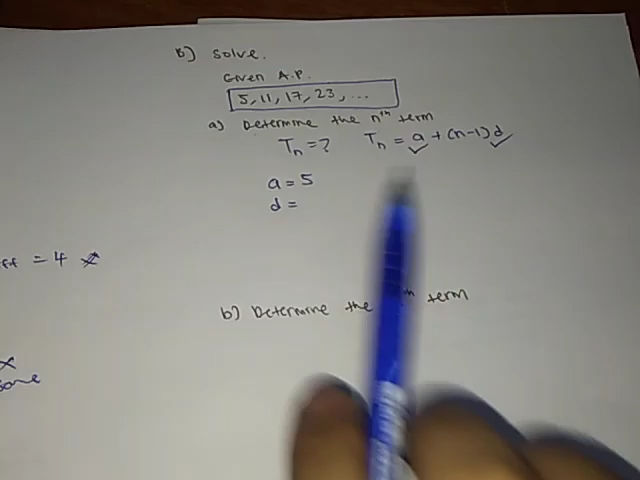 B) Solve.
Given A.P.
5, 11, 17, 23, ...
a) Determine the nth term
Tn = ? Tn = a + (n-1)d
a = 5
d =
= 4
b) Determine the term